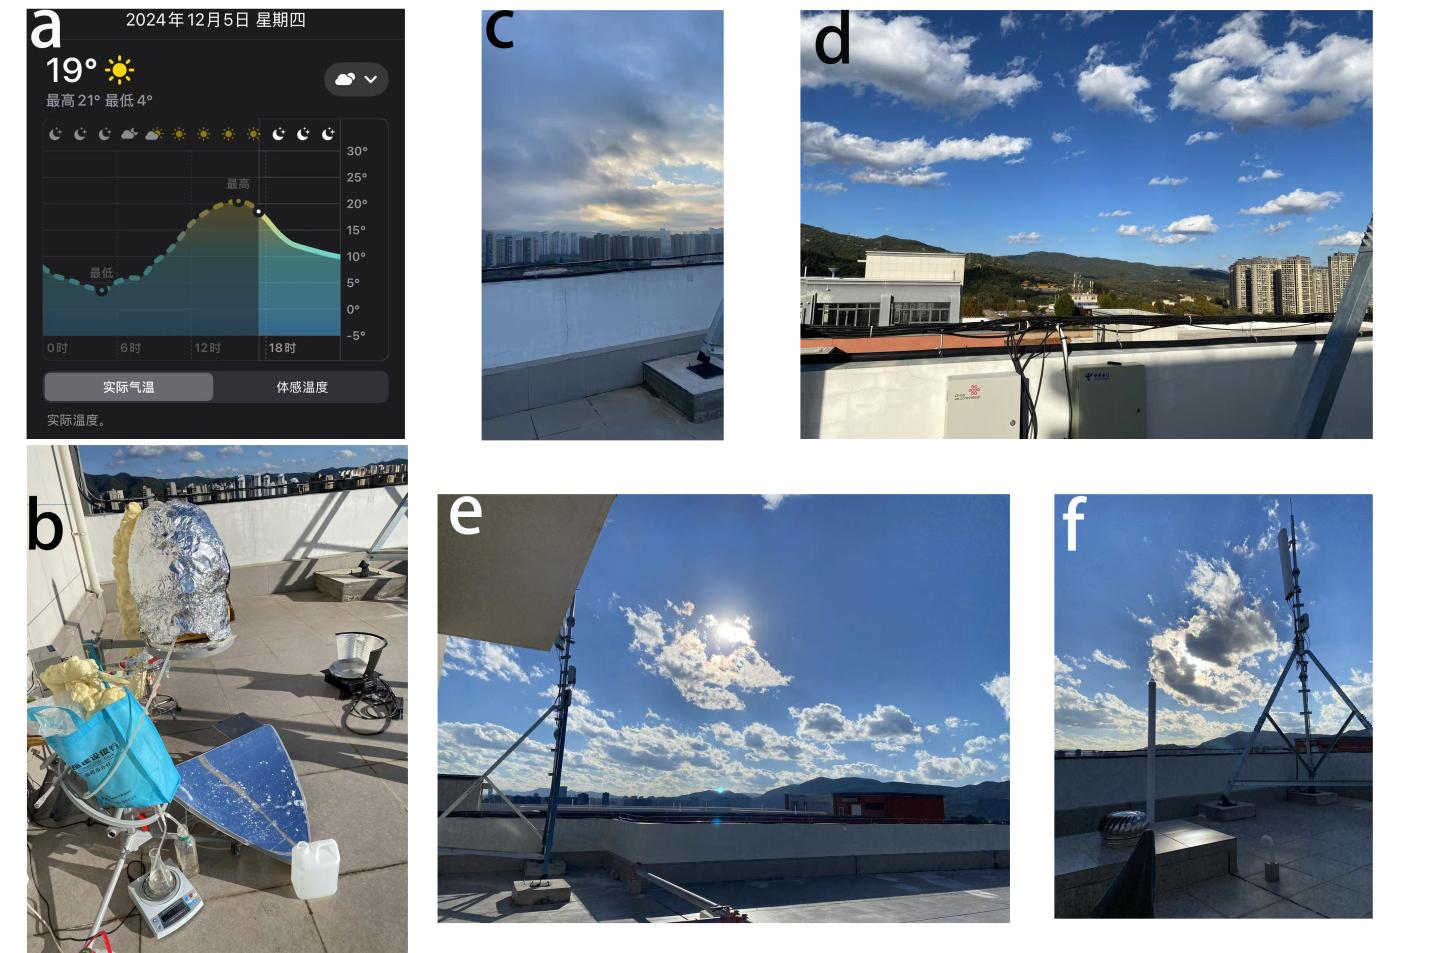 a
2024年12月5日 星期四
19°
最高 21° 最低 4°
最高
最低
30°
25°
20°
15°
10°
5°
0°
-5°
0时
6时
12时
18时
实际气温
体感温度
实际温度。
b
c
d
e
f